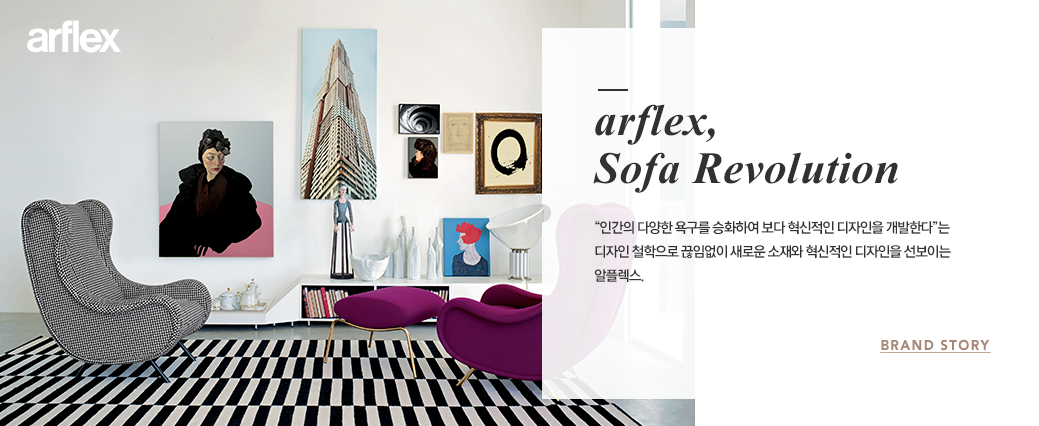 arflex
arflex,
Sofa Revolution
“인간의 다양한 욕구를 승화하여 보다 혁신적인 디자인을 개발한다”는
디자인 철학으로 끊임없이 새로운 소재와 혁신적인 디자인을 선보이는
알플렉스.
BRAND STORY